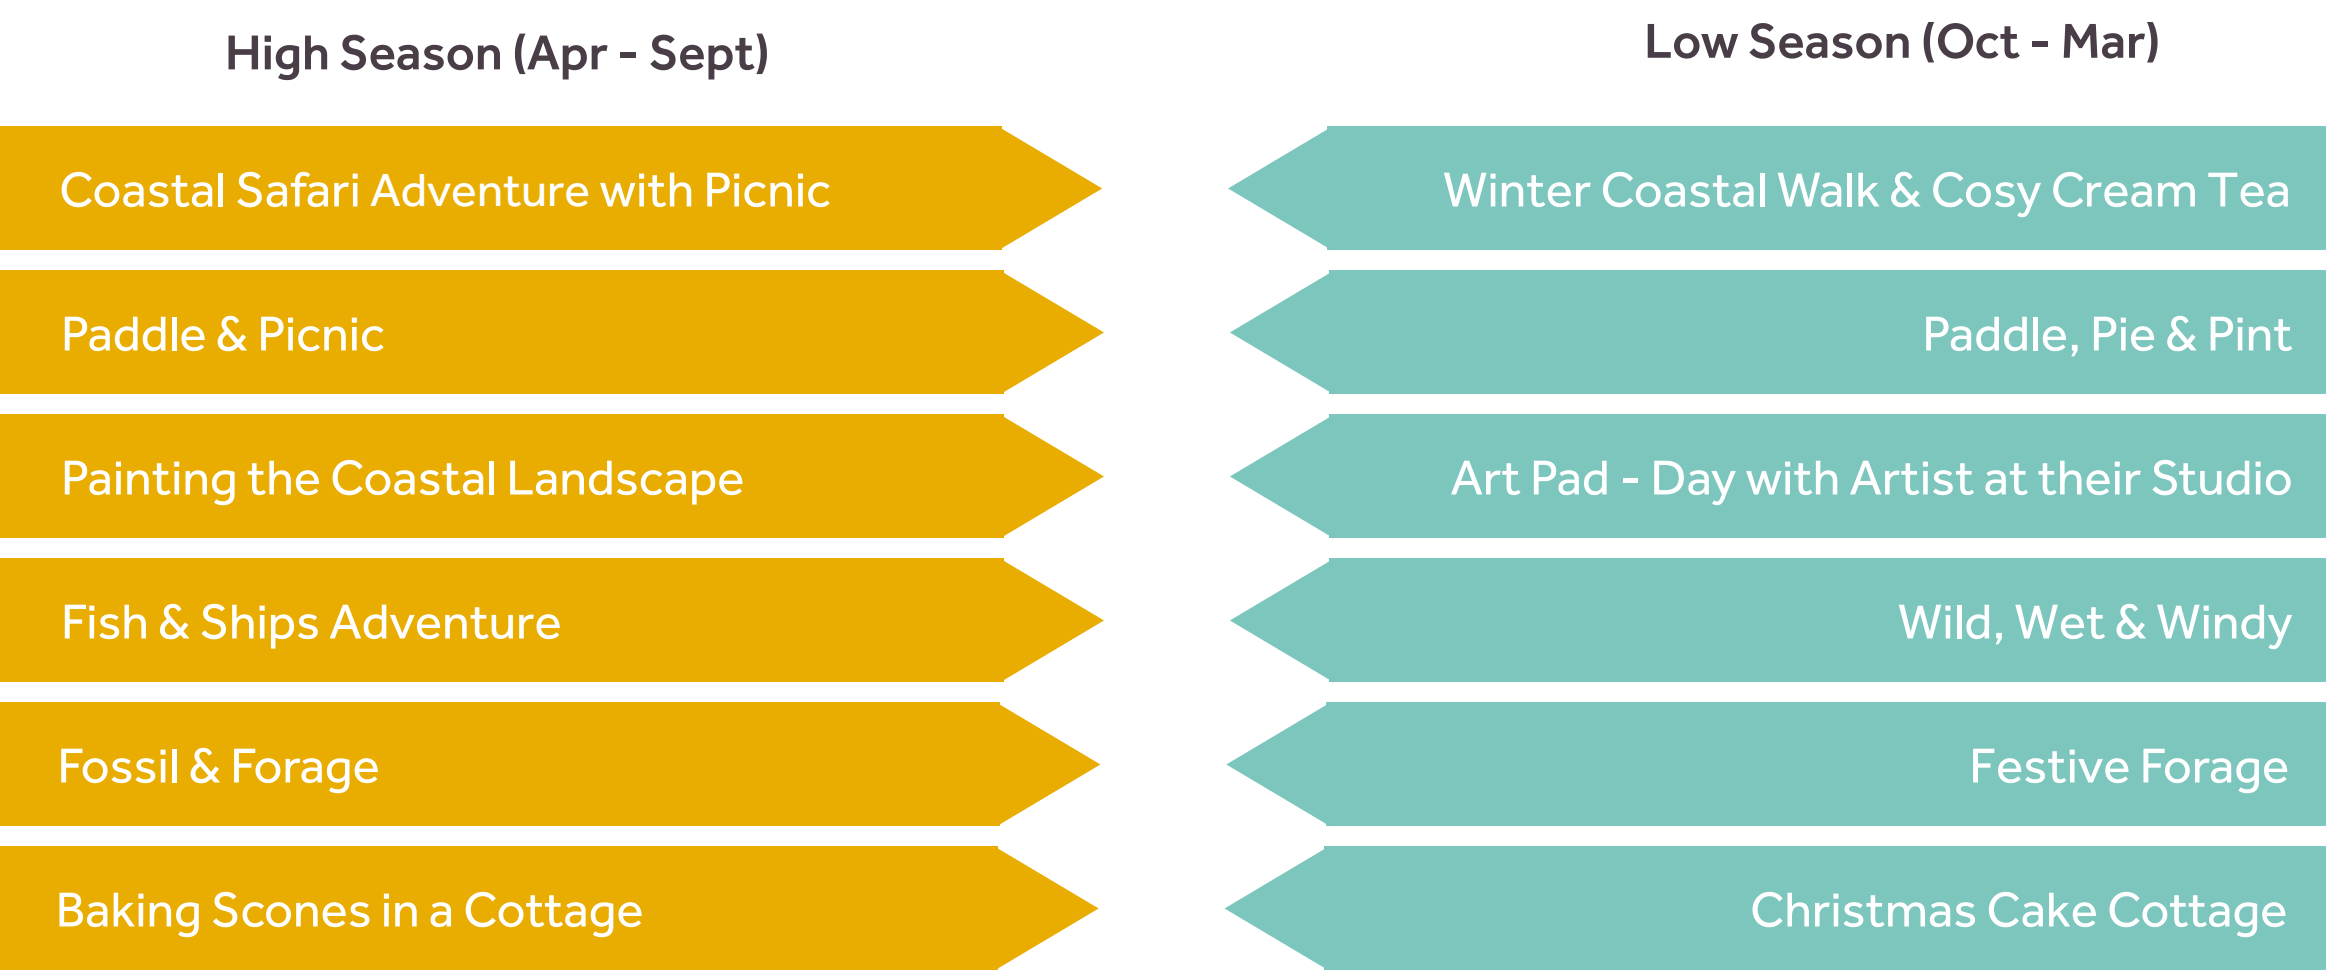 High Season (Apr - Sept)
Low Season (Oct - Mar)
Coastal Safari Adventure with Picnic
Winter Coastal Walk & Cosy Cream Tea
Paddle & Picnic
Paddle, Pie & Pint
Painting the Coastal Landscape
Art Pad - Day with Artist at their Studio
Fish & Ships Adventure
Wild, Wet & Windy
Fossil & Forage
Festive Forage
Baking Scones in a Cottage
Christmas Cake Cottage